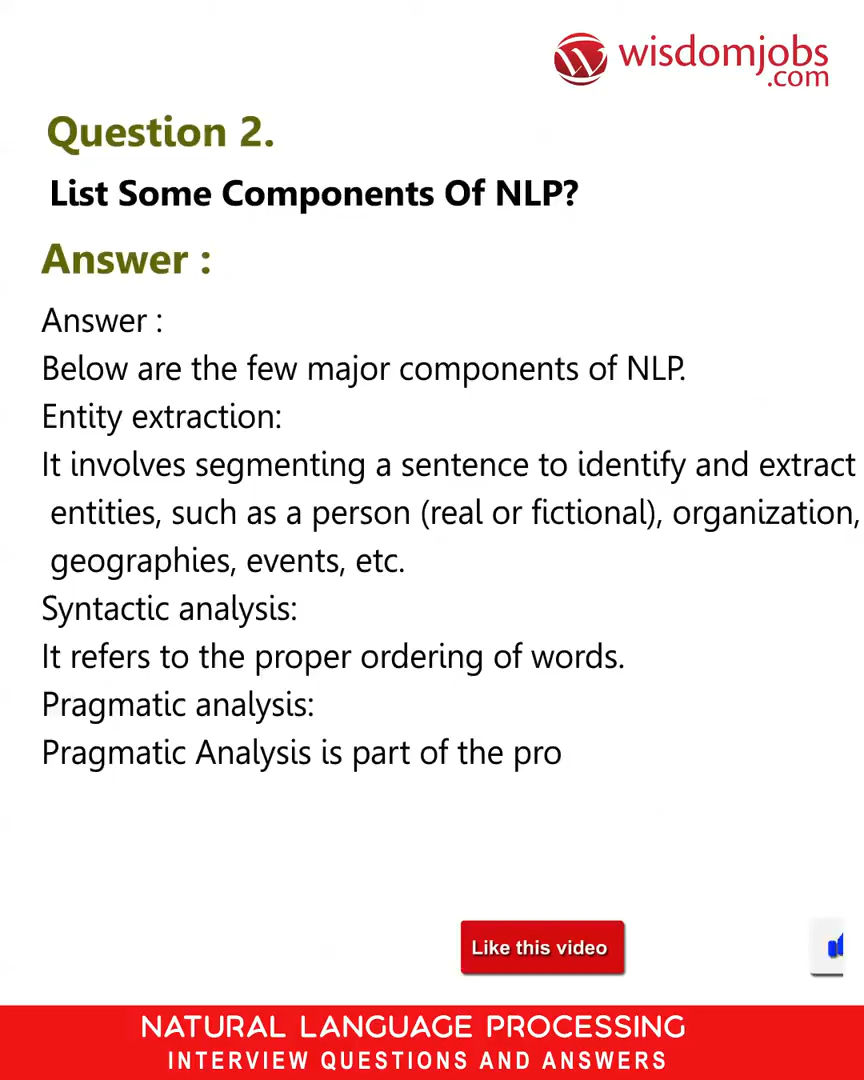 wisdomjobs
.com
Question 2.
List Some Components Of NLP?
Answer :
Answer :
Below are the few major components of NLP.
Entity extraction:
It involves segmenting a sentence to identify and extract
entities, such as a person (real or fictional), organization,
geographies, events, etc.
Syntactic analysis:
It refers to the proper ordering of words.
Pragmatic analysis:
Pragmatic Analysis is part of the pro
Like this video
NATURAL LANGUAGE PROCESSING
INTERVIEW QUESTIONS AND ANSWERS